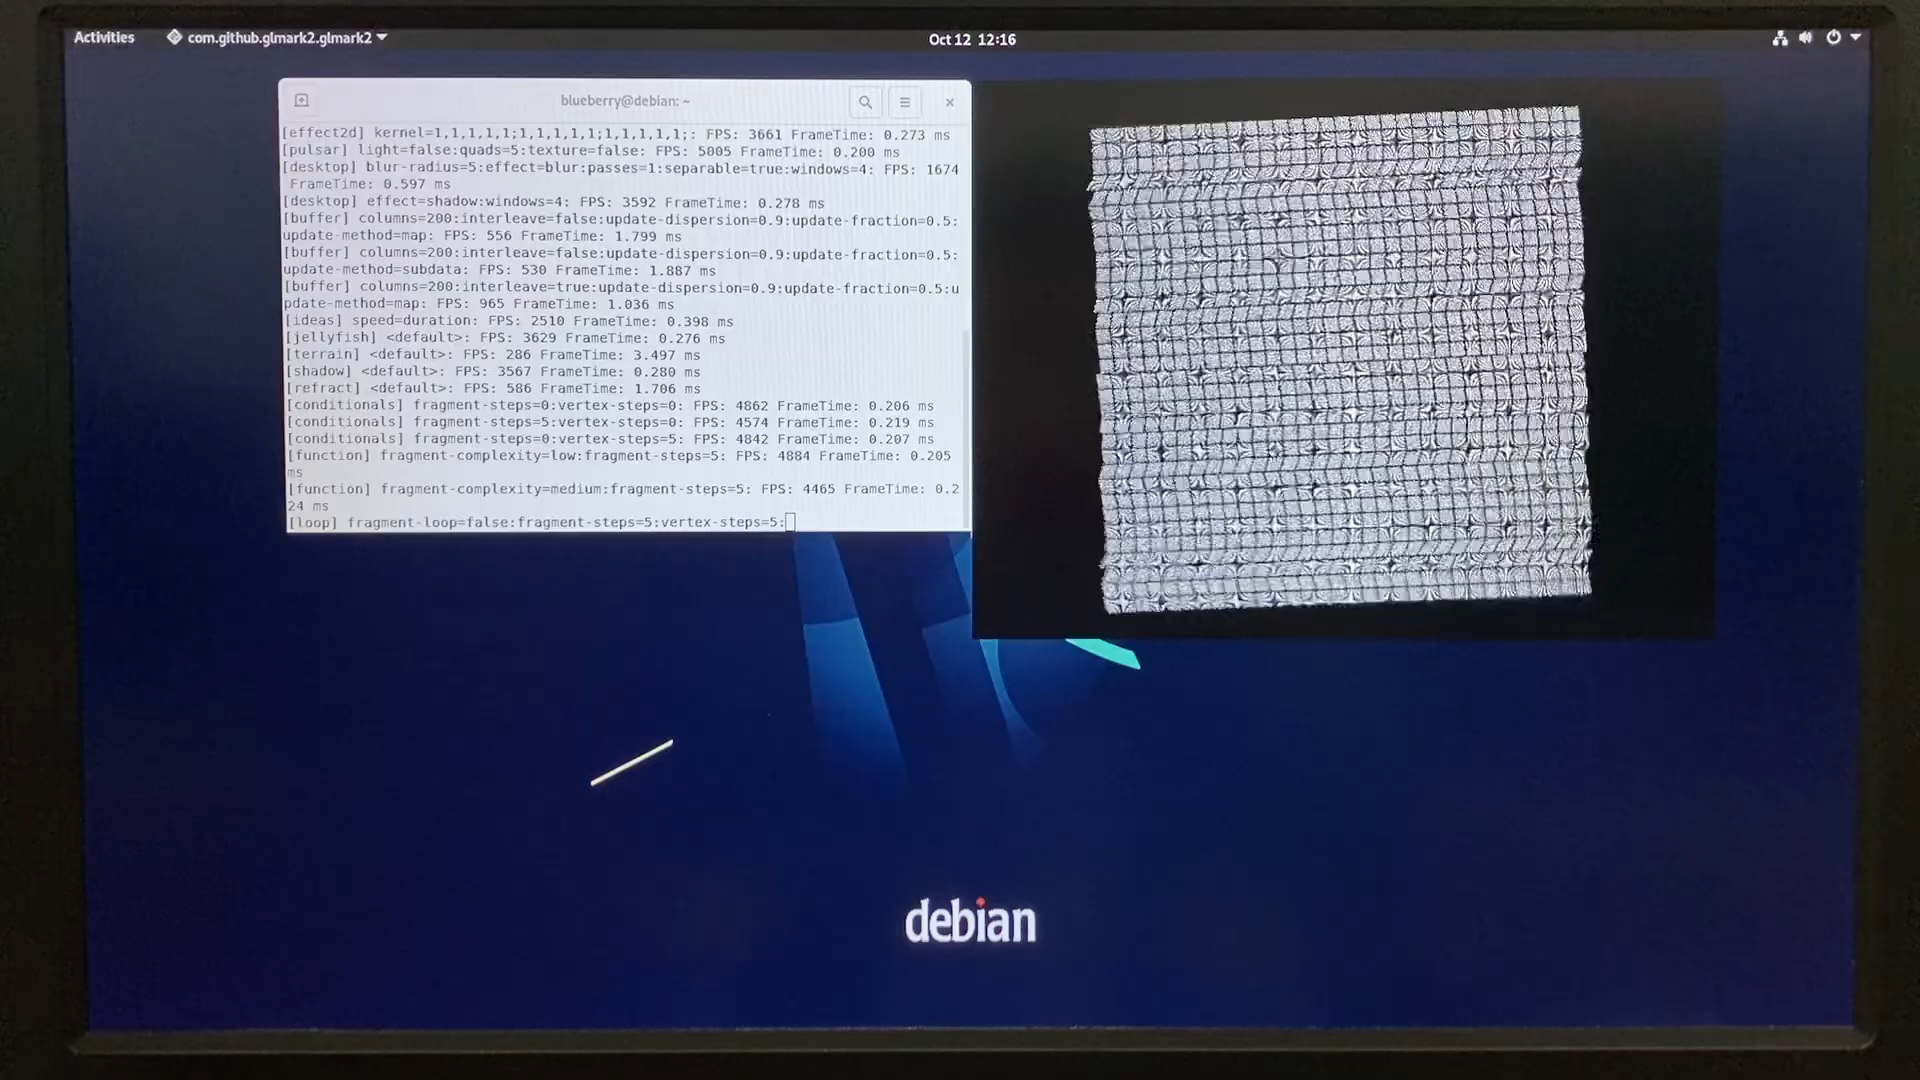 Activities com.github.glmark2.glmark2 Oct 12 12:16
blueberry@debian: ~
[effect2d] kernel=1,1,1,1,1;1,1,1,1,1;1,1,1,1,1;: FPS: 3661 FrameTime: 0.273 ms
[pulsar] light=false:quads=5:texture=false: FPS: 5005 FrameTime: 0.200 ms
[desktop] blur-radius=5:effect=blur:passes=1:separable=true:windows=4: FPS: 1674
FrameTime: 0.597 ms
[desktop] effect=shadow:windows=4: FPS: 3592 FrameTime: 0.278 ms
[buffer] columns=200:interleave=false:update-dispersion=0.9:update-fraction=0.5:
update-method=map: FPS: 556 FrameTime: 1.799 ms
[buffer] columns=200:interleave=false:update-dispersion=0.9:update-fraction=0.5:
update-method=subdata: FPS: 530 FrameTime: 1.887 ms
[buffer] columns=200:interleave=true:update-dispersion=0.9:update-fraction=0.5:u
pdate-method=map: FPS: 965 FrameTime: 1.036 ms
[ideas] speed=duration: FPS: 2510 FrameTime: 0.398 ms
[jellyfish] <default>: FPS: 3629 FrameTime: 0.276 ms
[terrain] <default>: FPS: 286 FrameTime: 3.497 ms
[shadow] <default>: FPS: 3567 FrameTime: 0.280 ms
[refract] <default>: FPS: 586 FrameTime: 1.706 ms
[conditionals] fragment-steps=0:vertex-steps=0: FPS: 4862 FrameTime: 0.206 ms
[conditionals] fragment-steps=5:vertex-steps=0: FPS: 4574 FrameTime: 0.219 ms
[conditionals] fragment-steps=0:vertex-steps=5: FPS: 4842 FrameTime: 0.207 ms
[function] fragment-complexity=low:fragment-steps=5: FPS: 4884 FrameTime: 0.205
ms
[function] fragment-complexity=medium:fragment-steps=5: FPS: 4465 FrameTime: 0.2
24 ms
[loop] fragment-loop=false:fragment-steps=5:vertex-steps=5:
debian